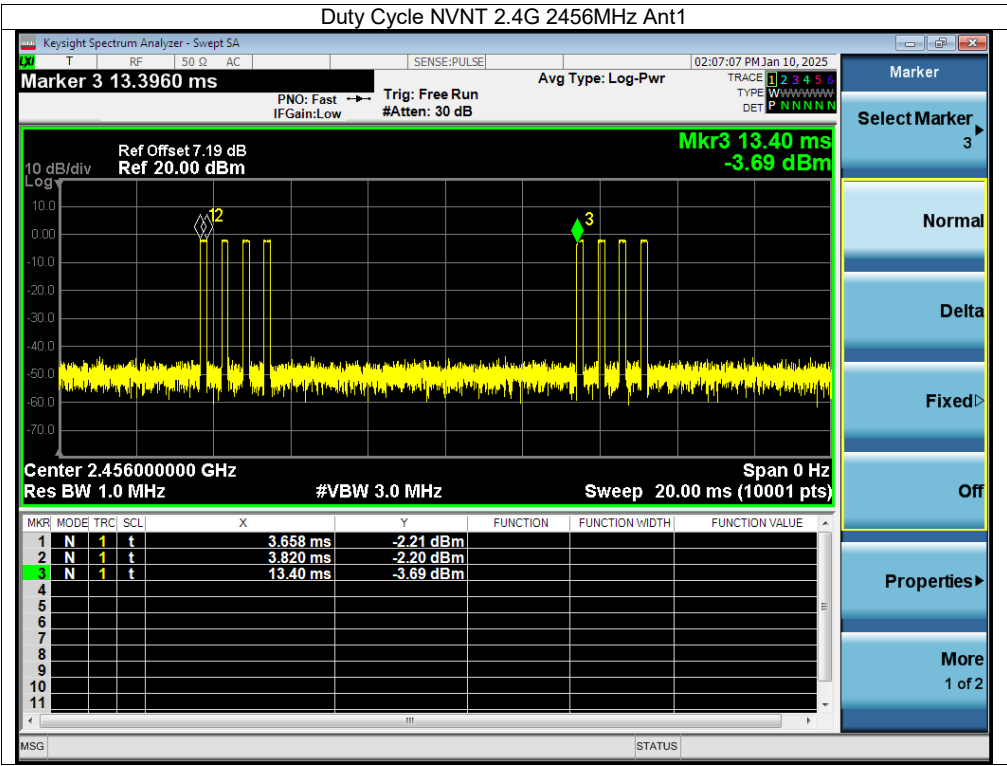 Duty Cycle NVNT 2.4G 2456MHz Ant1
Keysight Spectrum Analyzer - Swept SA
LXI T RF 50 Ω AC SENSE:PULSE 02:07:07 PM Jan 10, 2025
Marker 3 13.3960 ms
PNO: Fast
IFGain:Low
Trig: Free Run
#Atten: 30 dB
Avg Type: Log-Pwr
TRACE 1 2 3 4 5 6
TYPE WWWWWWW
DET P N N N N N
Ref Offset 7.19 dB
10 dB/div Ref 20.00 dBm
Log
Mkr3 13.40 ms
-3.69 dBm
10.0
0.00
-10.0
-20.0
-30.0
-40.0
-50.0
-60.0
-70.0
12
3
Center 2.456000000 GHz Span 0 Hz
Res BW 1.0 MHz #VBW 3.0 MHz Sweep 20.00 ms (10001 pts)
MKR MODE TRC SCL X Y FUNCTION FUNCTION WIDTH FUNCTION VALUE
1 N 1 t 3.658 ms -2.21 dBm
2 N 1 t 3.820 ms -2.20 dBm
3 N 1 t 13.40 ms -3.69 dBm
4
5
6
7
8
9
10
11
MSG STATUS
Marker
Select Marker
3
Normal
Delta
Fixed
Off
Properties
More
1 of 2